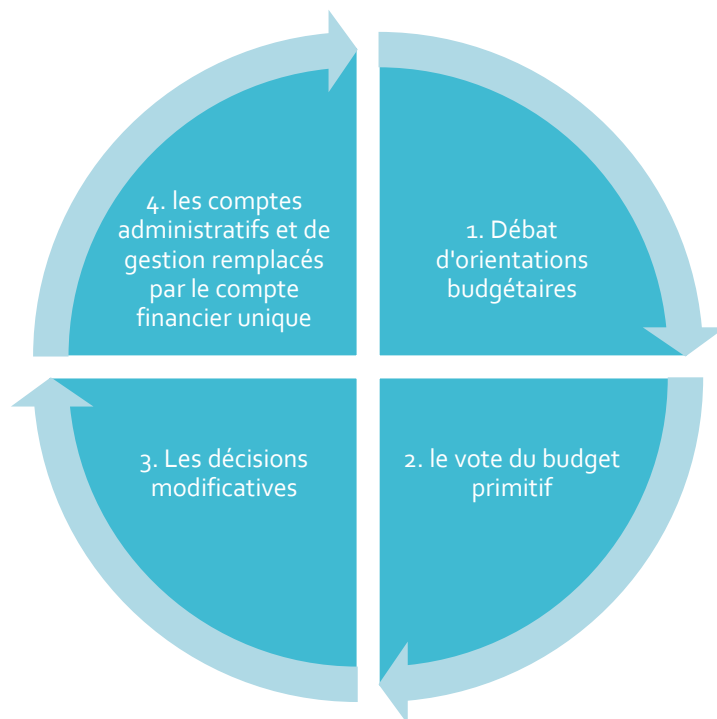 1. Débat
d'orientations
budgétaires
2. le vote du budget
primitif
3. Les décisions
modificatives
4. les comptes
administratifs et de
gestion remplacés
par le compte
financier unique